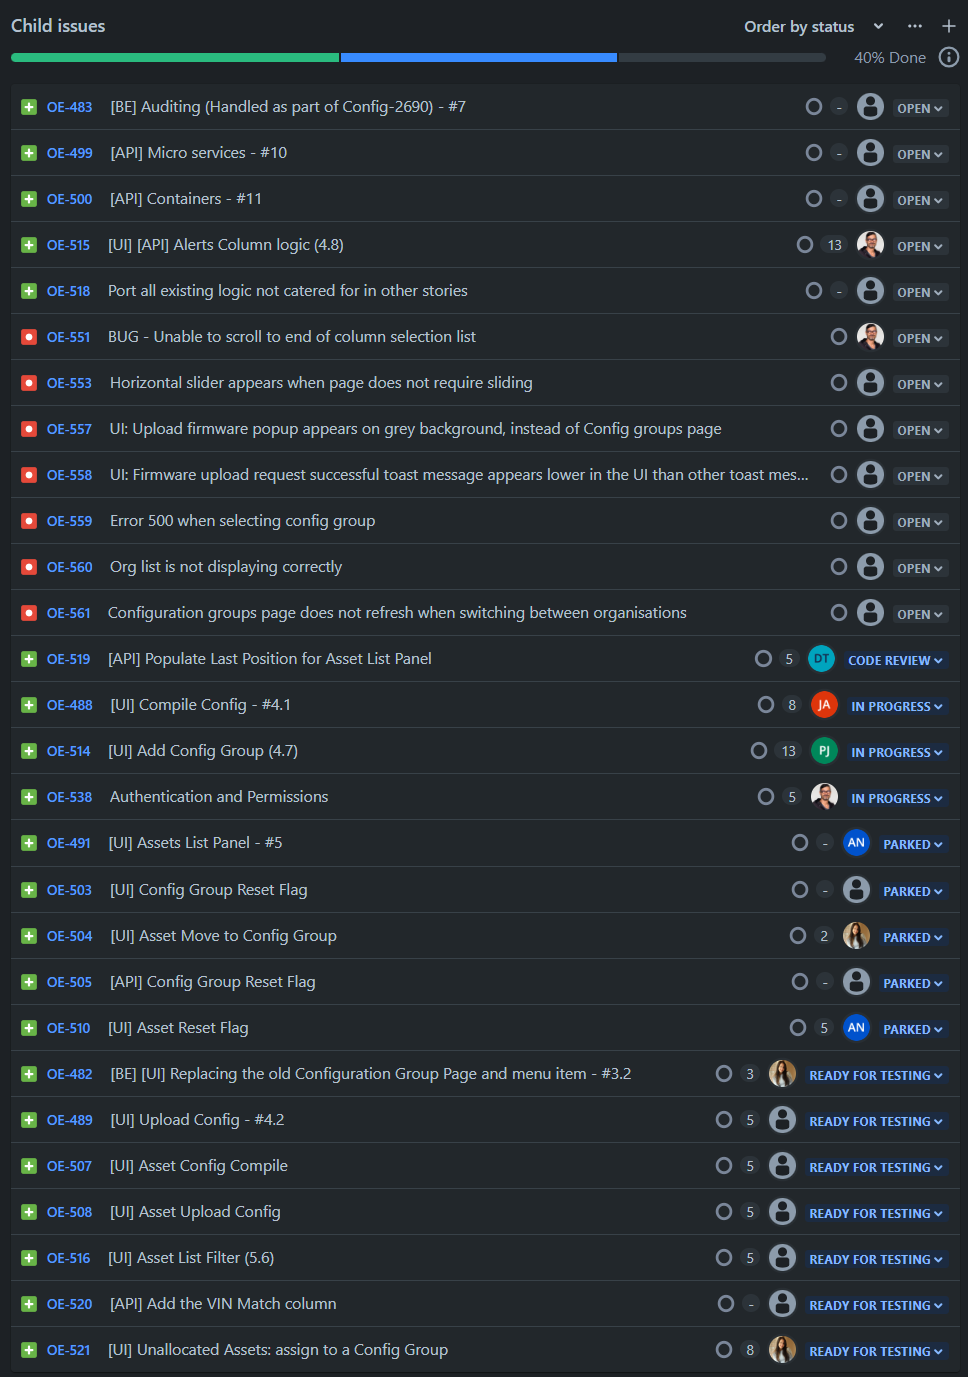 Child issues Order by status
40% Done
OE-483 [BE] Auditing (Handled as part of Config-2690) - #7 - OPEN
OE-499 [API] Micro services - #10 - OPEN
OE-500 [API] Containers - #11 - OPEN
OE-515 [UI] [API] Alerts Column logic (4.8) 13 OPEN
OE-518 Port all existing logic not catered for in other stories - OPEN
OE-551 BUG - Unable to scroll to end of column selection list OPEN
OE-553 Horizontal slider appears when page does not require sliding OPEN
OE-557 UI: Upload firmware popup appears on grey background, instead of Config groups page OPEN
OE-558 UI: Firmware upload request successful toast message appears lower in the UI than other toast mes... OPEN
OE-559 Error 500 when selecting config group OPEN
OE-560 Org list is not displaying correctly OPEN
OE-561 Configuration groups page does not refresh when switching between organisations OPEN
OE-519 [API] Populate Last Position for Asset List Panel 5 DT CODE REVIEW
OE-488 [UI] Compile Config - #4.1 8 JA IN PROGRESS
OE-514 [UI] Add Config Group (4.7) 13 PJ IN PROGRESS
OE-538 Authentication and Permissions 5 IN PROGRESS
OE-491 [UI] Assets List Panel - #5 - AN PARKED
OE-503 [UI] Config Group Reset Flag - PARKED
OE-504 [UI] Asset Move to Config Group 2 PARKED
OE-505 [API] Config Group Reset Flag - PARKED
OE-510 [UI] Asset Reset Flag 5 AN PARKED
OE-482 [BE] [UI] Replacing the old Configuration Group Page and menu item - #3.2 3 READY FOR TESTING
OE-489 [UI] Upload Config - #4.2 5 READY FOR TESTING
OE-507 [UI] Asset Config Compile 5 READY FOR TESTING
OE-508 [UI] Asset Upload Config 5 READY FOR TESTING
OE-516 [UI] Asset List Filter (5.6) 5 READY FOR TESTING
OE-520 [API] Add the VIN Match column - READY FOR TESTING
OE-521 [UI] Unallocated Assets: assign to a Config Group 8 READY FOR TESTING